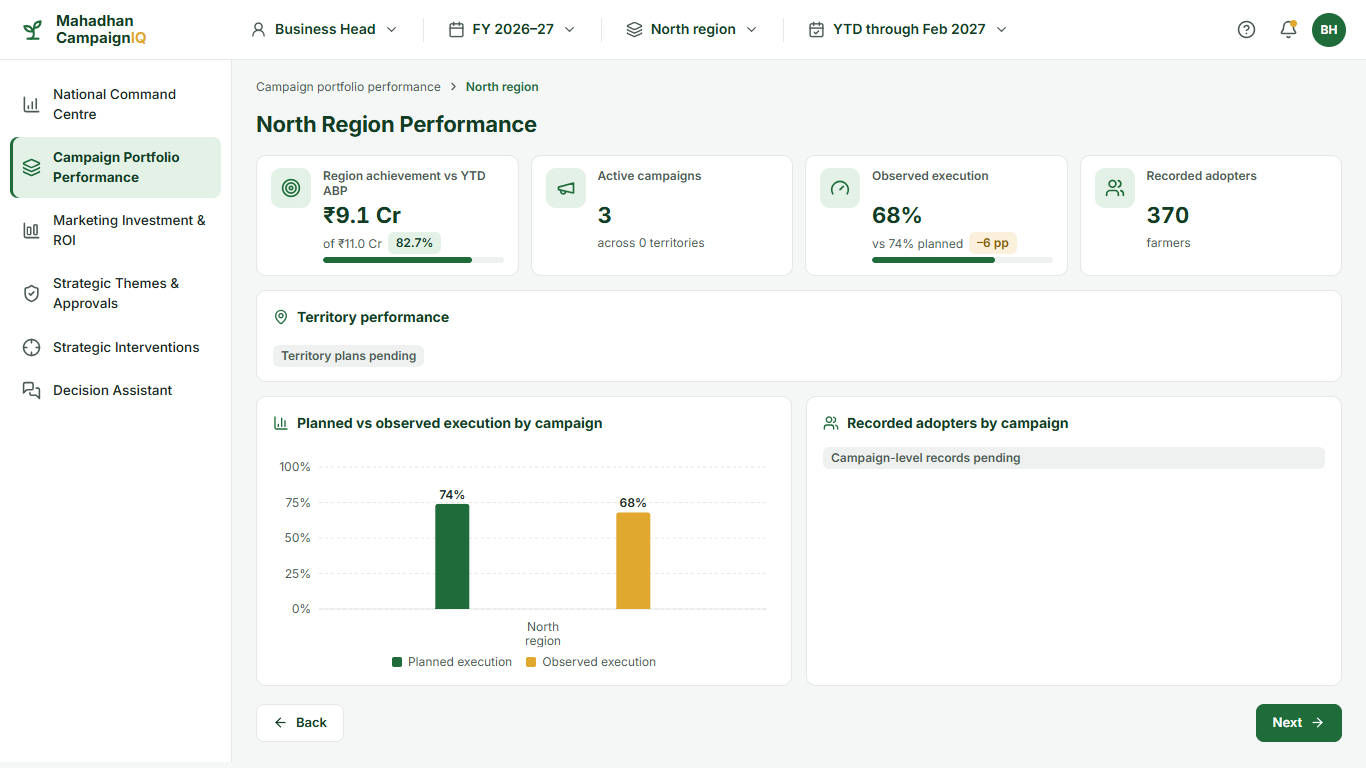 Mahadhan
CampaignIQ
Business Head
FY 2026–27
North region
YTD through Feb 2027
BH
National Command
Centre
Campaign Portfolio
Performance
Marketing Investment &
ROI
Strategic Themes &
Approvals
Strategic Interventions
Decision Assistant
Campaign portfolio performance > North region
North Region Performance
Region achievement vs YTD
ABP
₹9.1 Cr
of ₹11.0 Cr 82.7%
Active campaigns
3
across 0 territories
Observed execution
68%
vs 74% planned −6 pp
Recorded adopters
370
farmers
Territory performance
Territory plans pending
Planned vs observed execution by campaign
100%
75%
50%
25%
0%
74%
68%
North
region
Planned execution
Observed execution
Recorded adopters by campaign
Campaign-level records pending
Back
Next